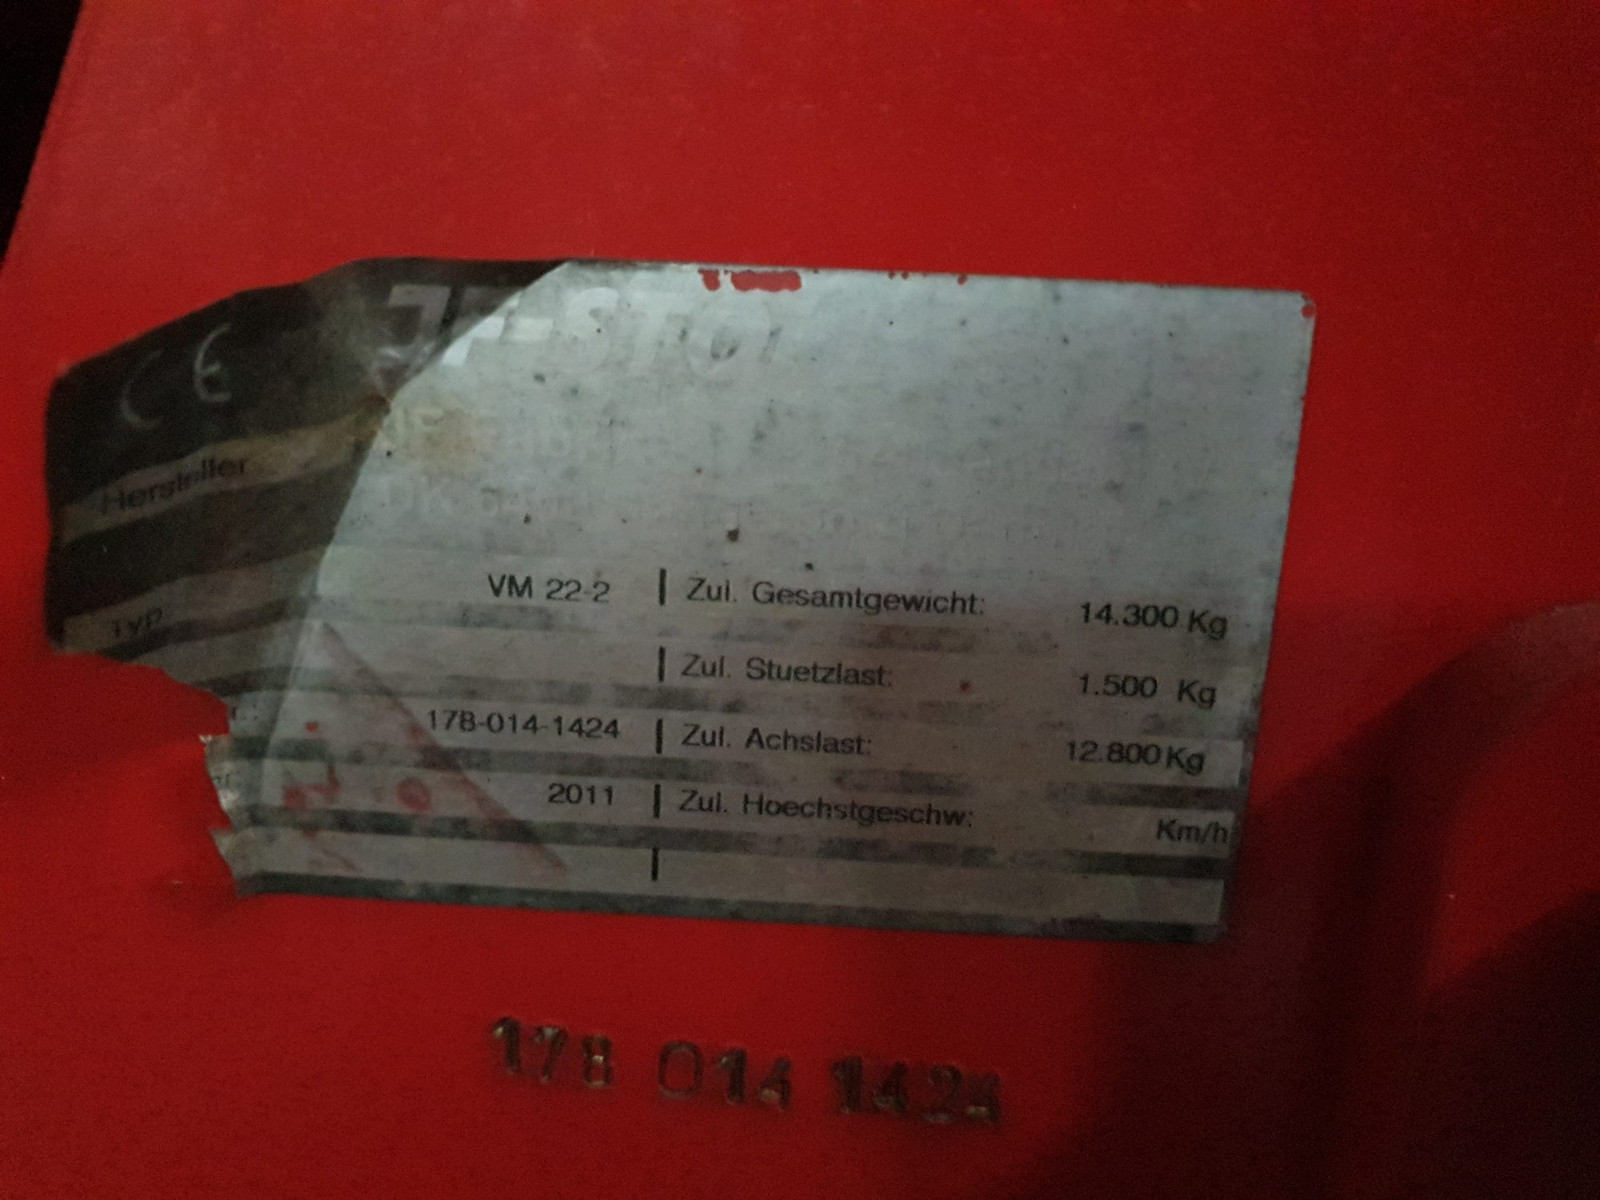 CE
Hersteller
Typ VM 22-2 | Zul. Gesamtgewicht: 14.300 Kg
| Zul. Stuetzlast: 1.500 Kg
178-014-1424 | Zul. Achslast: 12.800 Kg
2011 | Zul. Hoechstgeschw: Km/h
178 014 1424